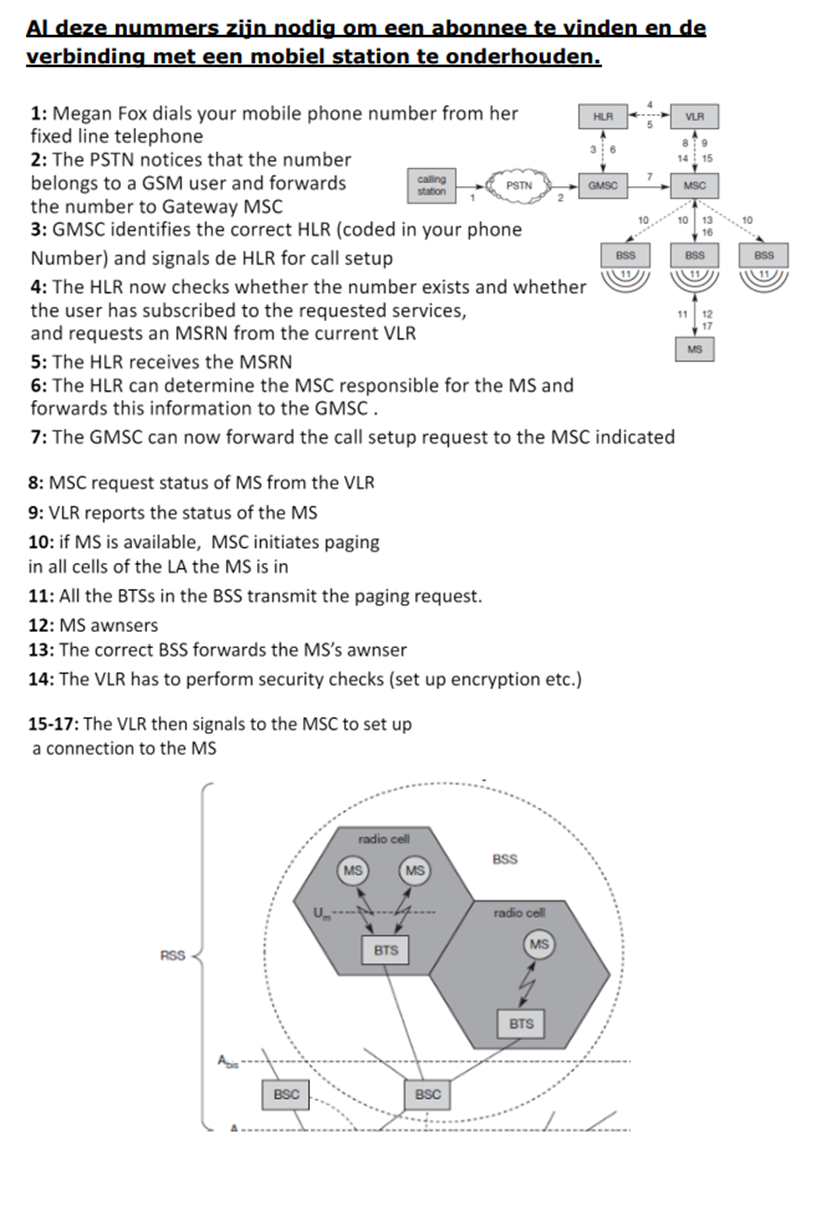 Al deze nummers zijn nodig om een abonnee te vinden en de
verbinding met een mobiel station te onderhouden.
1: Megan Fox dials your mobile phone number from her
fixed line telephone
2: The PSTN notices that the number
belongs to a GSM user and forwards
the number to Gateway MSC
3: GMSC identifies the correct HLR (coded in your phone
Number) and signals de HLR for call setup
4: The HLR now checks whether the number exists and whether
the user has subscribed to the requested services,
and requests an MSRN from the current VLR
5: The HLR receives the MSRN
6: The HLR can determine the MSC responsible for the MS and
forwards this information to the GMSC .
7: The GMSC can now forward the call setup request to the MSC indicated
HLR
4
5
VLR
3 6
8 9
14 15
calling
station
1
PSTN
2
GMSC
7
MSC
10
10 13
16
10
BSS
BSS
BSS
11
11
11
11 12
17
MS
8: MSC request status of MS from the VLR
9: VLR reports the status of the MS
10: if MS is available, MSC initiates paging
in all cells of the LA the MS is in
11: All the BTSs in the BSS transmit the paging request.
12: MS awnsers
13: The correct BSS forwards the MS’s awnser
14: The VLR has to perform security checks (set up encryption etc.)
15-17: The VLR then signals to the MSC to set up
a connection to the MS
radio cell
MS
MS
BSS
Um
radio cell
BTS
MS
RSS
BTS
Abis
BSC
BSC
A